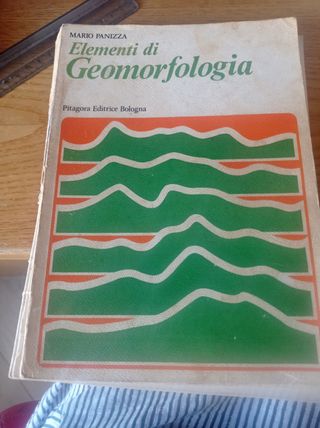 MARIO PANIZZA
Elementi di
Geomorfologia
Pitagora Editrice Bologna